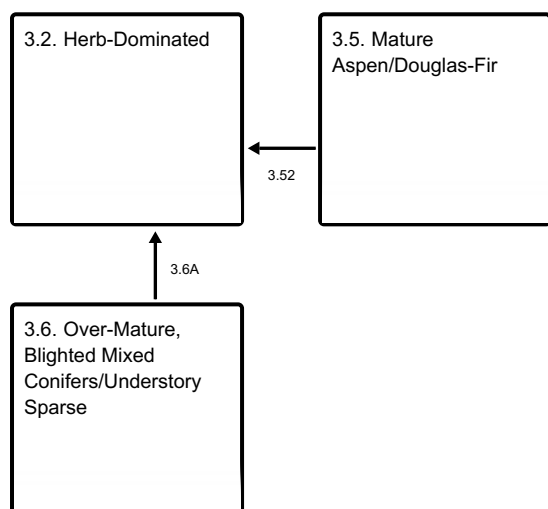 3.2. Herb-Dominated
3.5. Mature
Aspen/Douglas-Fir
3.52
3.6A
3.6. Over-Mature,
Blighted Mixed
Conifers/Understory
Sparse